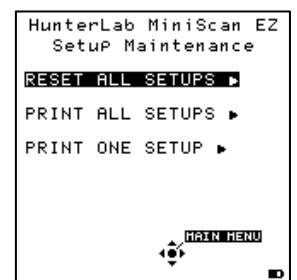 HunterLab MiniScan EZ
Setup Maintenance
RESET ALL SETUPS ▶
PRINT ALL SETUPS ▶
PRINT ONE SETUP ▶
MAIN MENU